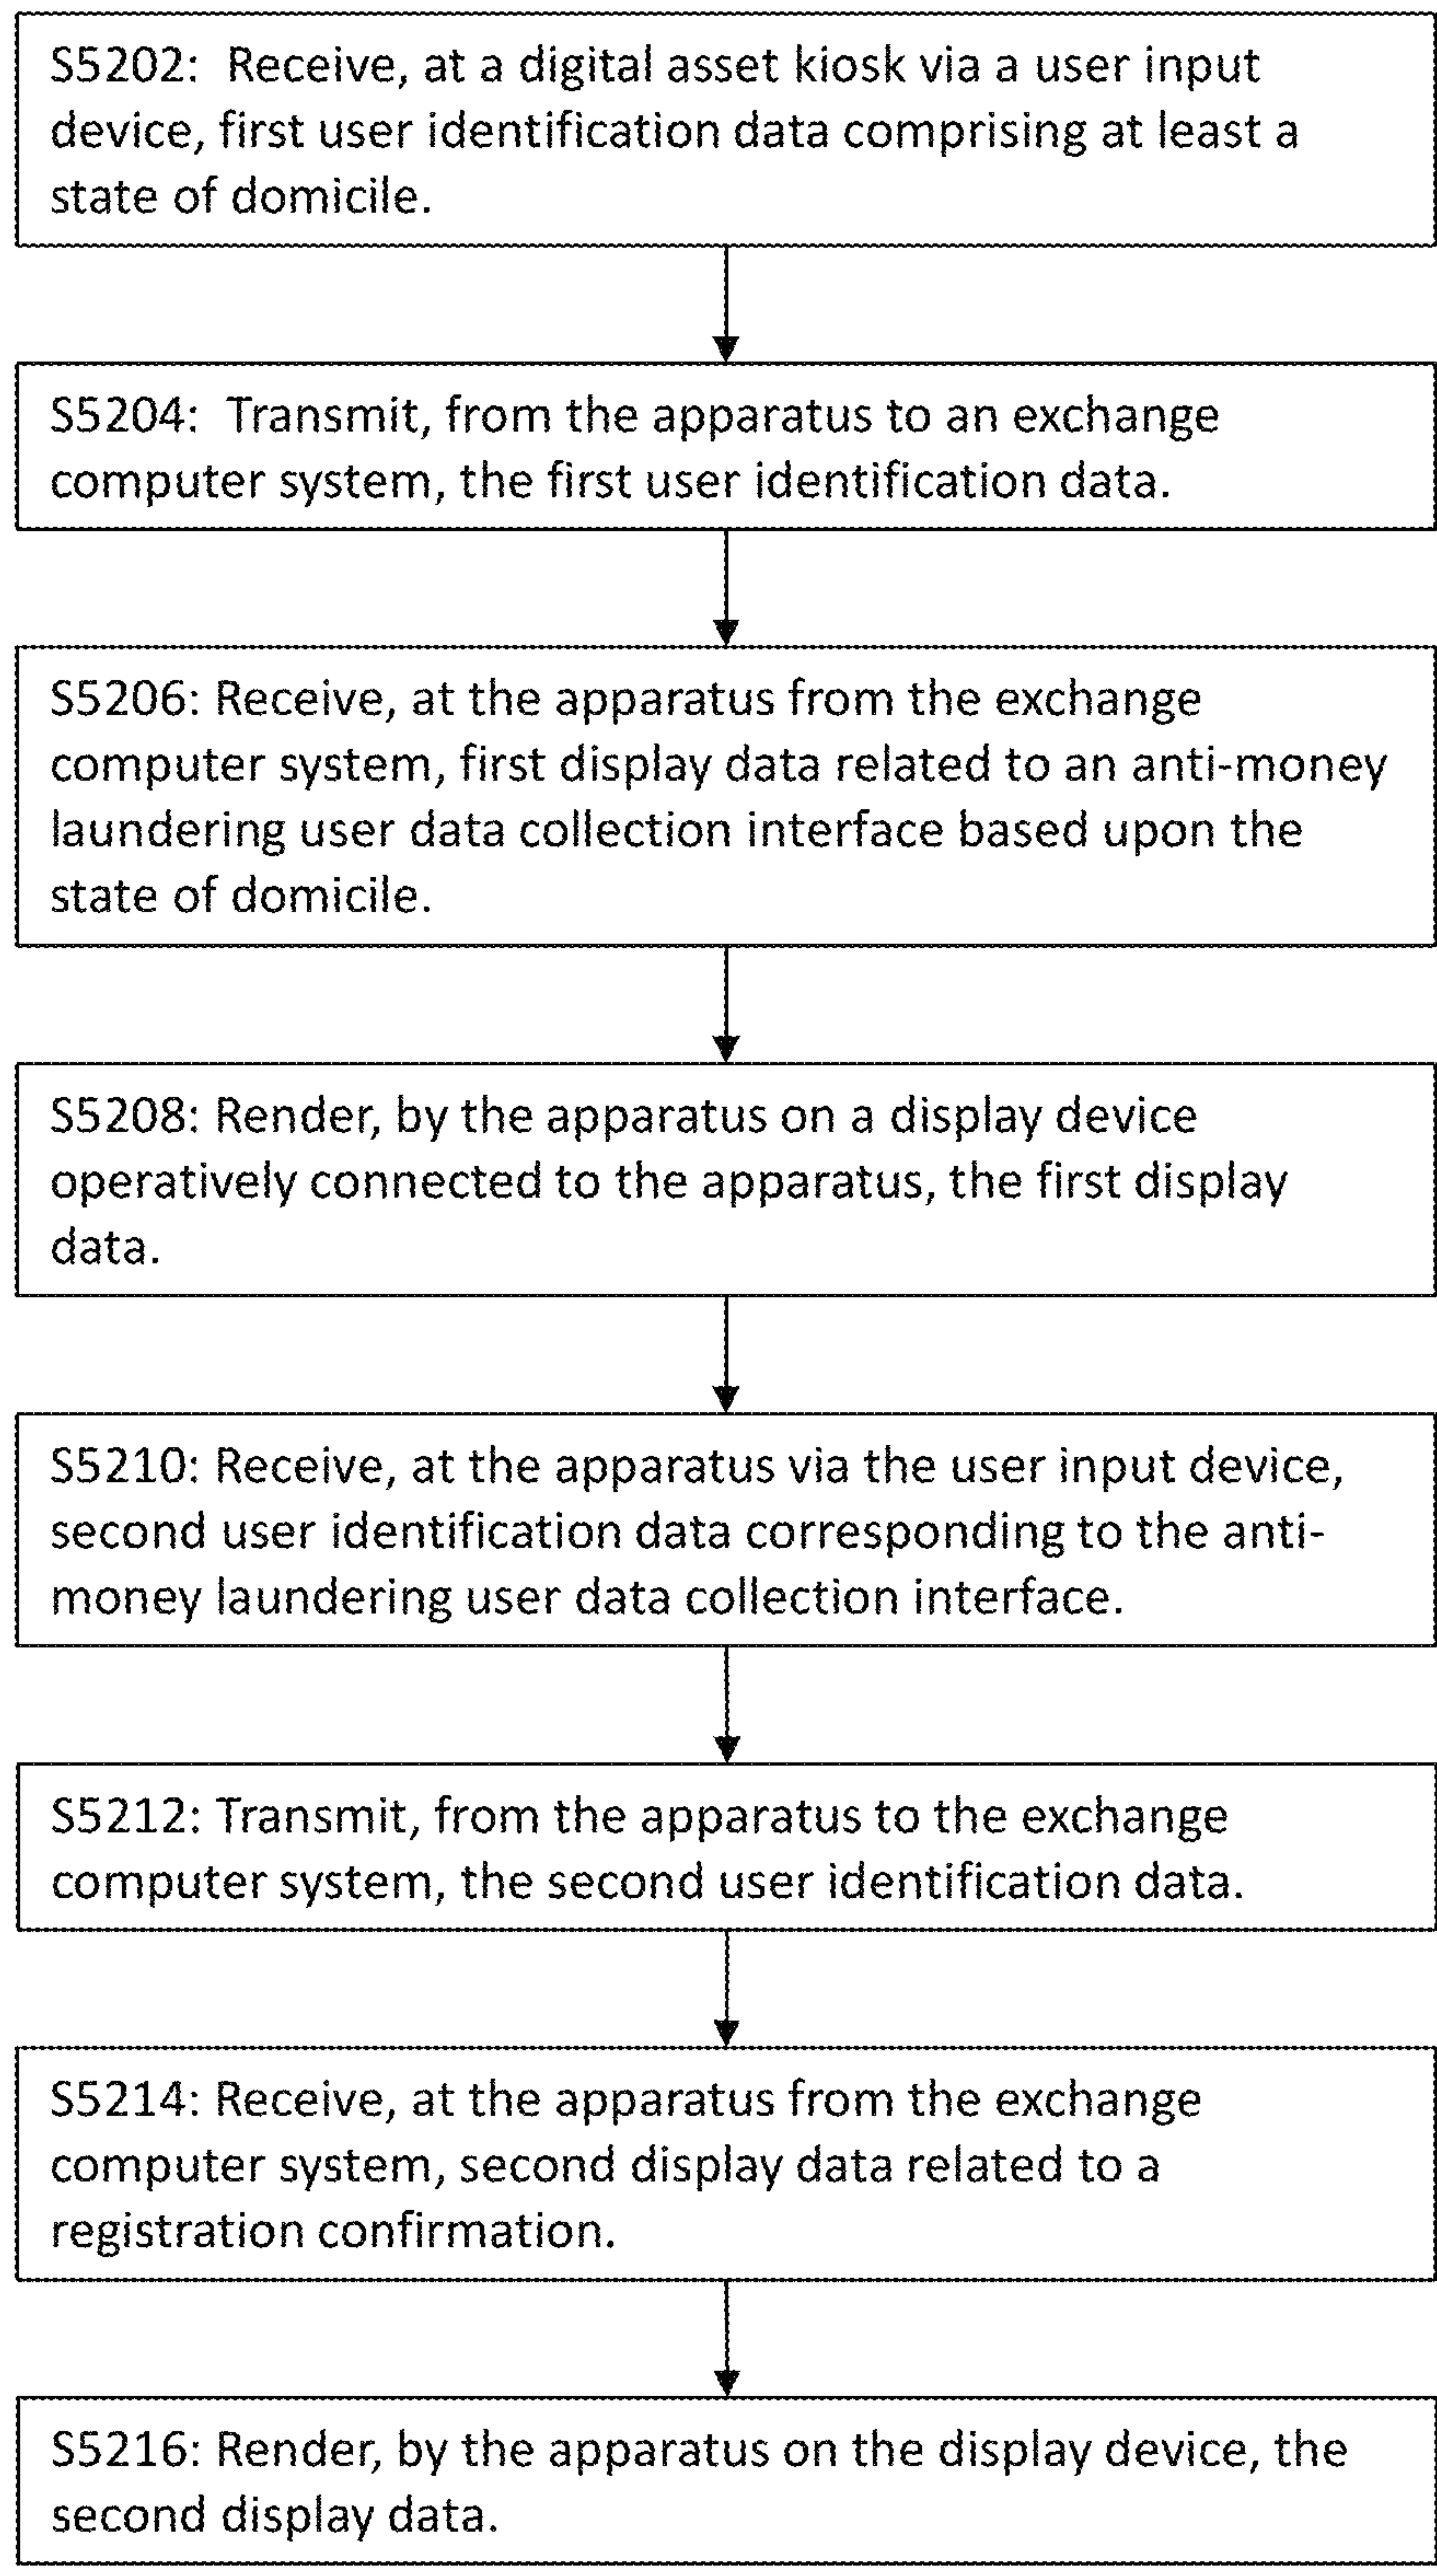 S5202:  Receive, at a digital asset kiosk via a user input
device, first user identification data comprising at least a
state of domicile.
S5204:  Transmit, from the apparatus to an exchange
computer system, the first user identification data.
S5206: Receive, at the apparatus from the exchange
computer system, first display data related to an anti-money
laundering user data collection interface based upon the
state of domicile.
S5208: Render, by the apparatus on a display device
operatively connected to the apparatus, the first display
data.
S5210: Receive, at the apparatus via the user input device,
second user identification data corresponding to the anti-
money laundering user data collection interface.
S5212: Transmit, from the apparatus to the exchange
computer system, the second user identification data.
S5214: Receive, at the apparatus from the exchange
computer system, second display data related to a
registration confirmation.
S5216: Render, by the apparatus on the display device, the
second display data.